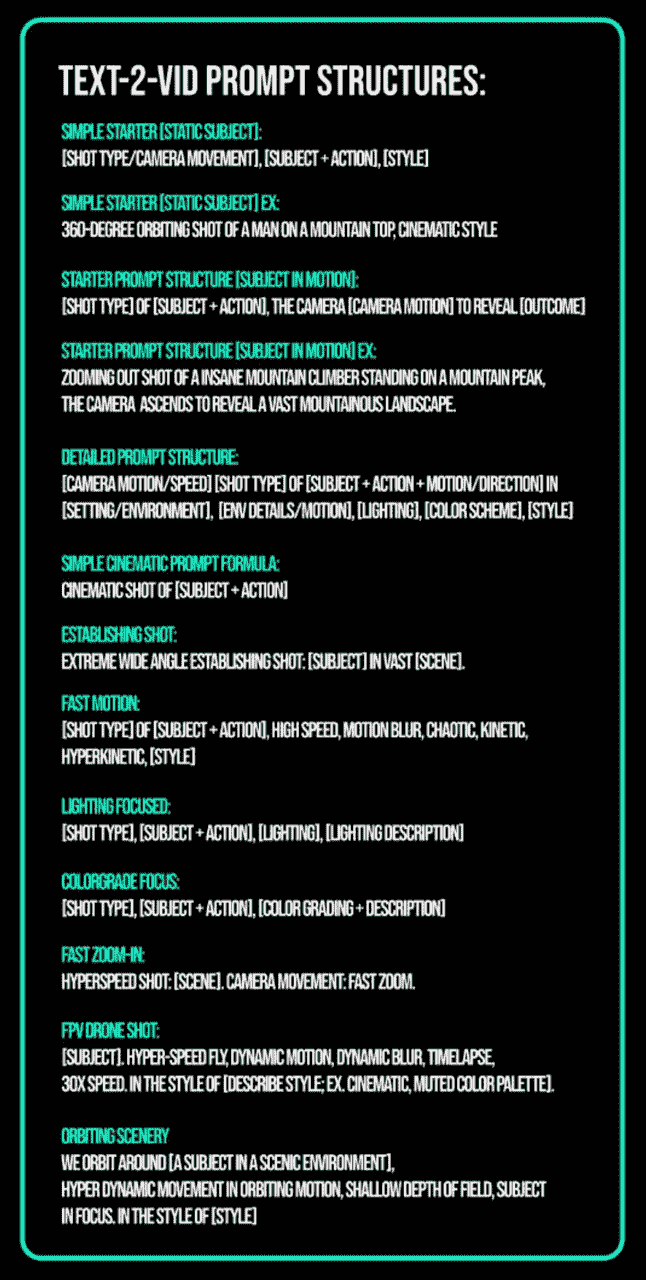 TEXT-2-VID PROMPT STRUCTURES:
SIMPLE STARTER [STATIC SUBJECT]:
[SHOT TYPE/CAMERA MOVEMENT], [SUBJECT + ACTION], [STYLE]
SIMPLE STARTER [STATIC SUBJECT] EX:
360-DEGREE ORBITING SHOT OF A MAN ON A MOUNTAIN TOP, CINEMATIC STYLE
STARTER PROMPT STRUCTURE [SUBJECT IN MOTION]:
[SHOT TYPE] OF [SUBJECT + ACTION], THE CAMERA [CAMERA MOTION] TO REVEAL [OUTCOME]
STARTER PROMPT STRUCTURE [SUBJECT IN MOTION] EX:
ZOOMING OUT SHOT OF A INSANE MOUNTAIN CLIMBER STANDING ON A MOUNTAIN PEAK,
THE CAMERA ASCENDS TO REVEAL A VAST MOUNTAINOUS LANDSCAPE.
DETAILED PROMPT STRUCTURE:
[CAMERA MOTION/SPEED] [SHOT TYPE] OF [SUBJECT + ACTION + MOTION/DIRECTION] IN
[SETTING/ENVIRONMENT], [ENV DETAILS/MOTION], [LIGHTING], [COLOR SCHEME], [STYLE]
SIMPLE CINEMATIC PROMPT FORMULA:
CINEMATIC SHOT OF [SUBJECT + ACTION]
ESTABLISHING SHOT:
EXTREME WIDE ANGLE ESTABLISHING SHOT: [SUBJECT] IN VAST [SCENE].
FAST MOTION:
[SHOT TYPE] OF [SUBJECT + ACTION], HIGH SPEED, MOTION BLUR, CHAOTIC, KINETIC,
HYPERKINETIC, [STYLE]
LIGHTING FOCUSED:
[SHOT TYPE], [SUBJECT + ACTION], [LIGHTING], [LIGHTING DESCRIPTION]
COLORGRADE FOCUS:
[SHOT TYPE], [SUBJECT + ACTION], [COLOR GRADING + DESCRIPTION]
FAST ZOOM-IN:
HYPERSPEED SHOT: [SCENE]. CAMERA MOVEMENT: FAST ZOOM.
FPV DRONE SHOT:
[SUBJECT]. HYPER-SPEED FLY, DYNAMIC MOTION, DYNAMIC BLUR, TIMELAPSE,
30X SPEED. IN THE STYLE OF [DESCRIBE STYLE; EX. CINEMATIC, MUTED COLOR PALETTE].
ORBITING SCENERY
WE ORBIT AROUND [A SUBJECT IN A SCENIC ENVIRONMENT],
HYPER DYNAMIC MOVEMENT IN ORBITING MOTION, SHALLOW DEPTH OF FIELD, SUBJECT
IN FOCUS. IN THE STYLE OF [STYLE]